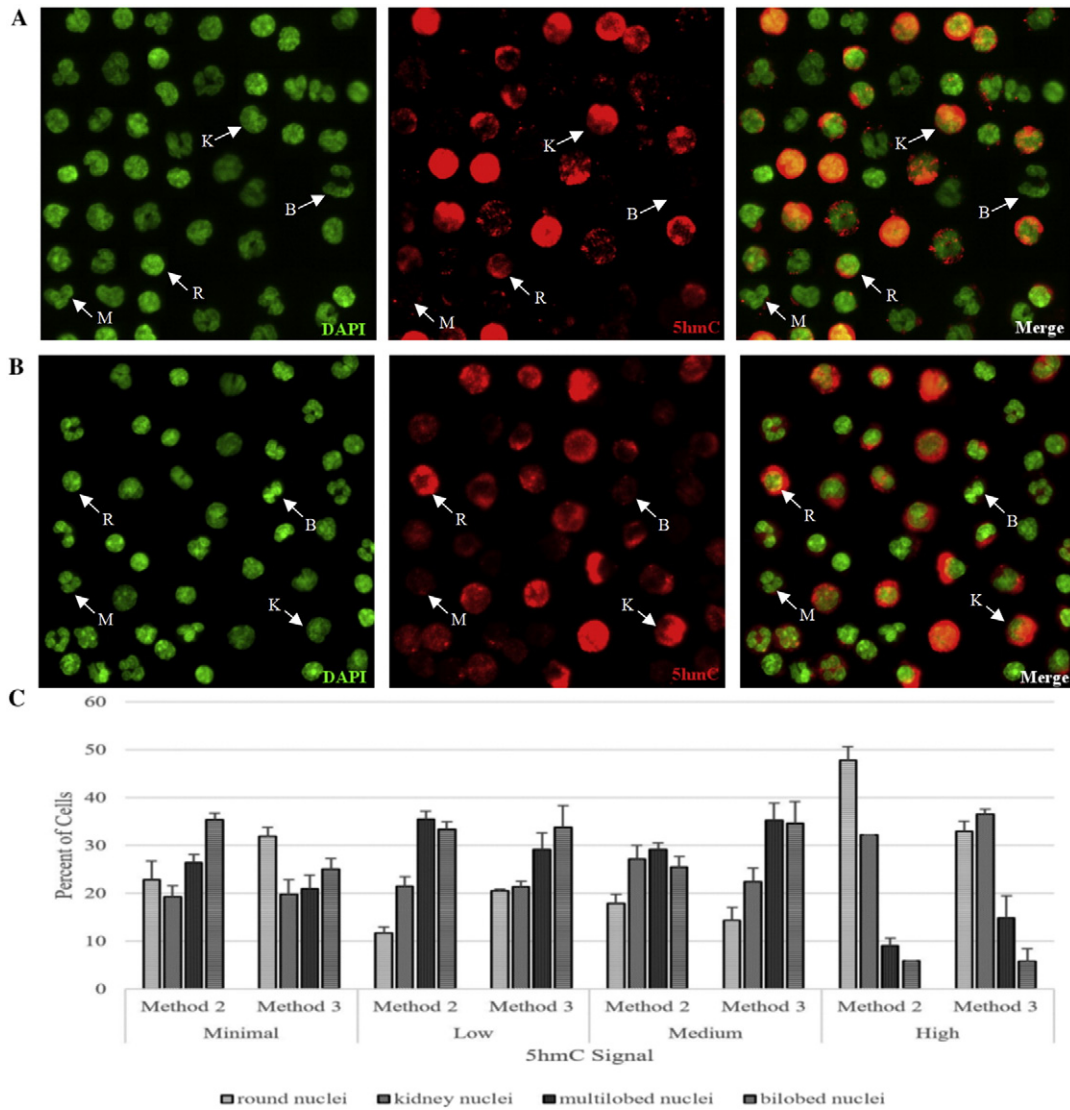 A
K
B
R
M
DAPI
K
B
R
M
5hmC
K
B
R
M
Merge
B
R
B
M
K
DAPI
R
B
M
K
5hmC
R
B
M
K
Merge
C
60
50
40
30
20
10
0
Percent of Cells
Method 2 Method 3 Method 2 Method 3 Method 2 Method 3 Method 2 Method 3
Minimal Low Medium High
5hmC Signal
round nuclei kidney nuclei multilobed nuclei bilobed nuclei